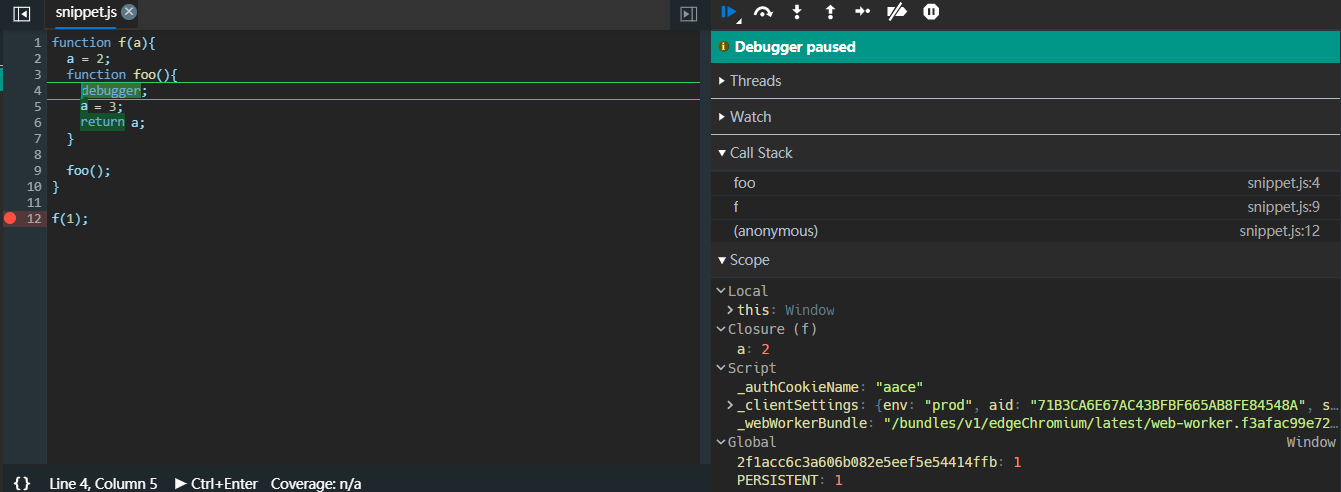 snippet.js
1 function f(a){
2 a = 2;
3 function foo(){
4 debugger;
5 a = 3;
6 return a;
7 }
8
9 foo();
10 }
11
12 f(1);
{} Line 4, Column 5 ▶ Ctrl+Enter Coverage: n/a
Debugger paused
Threads
Watch
Call Stack
foo snippet.js:4
f snippet.js:9
(anonymous) snippet.js:12
Scope
Local
this: Window
Closure (f)
a: 2
Script
_authCookieName: "aace"
_clientSettings: {env: "prod", aid: "71B3CA6E67AC43BFBF665AB8FE84548A", s…
_webWorkerBundle: "/bundles/v1/edgeChromium/latest/web-worker.f3afac99e72…
Global Window
2f1acc6c3a606b082e5eef5e54414ffb: 1
PERSISTENT: 1